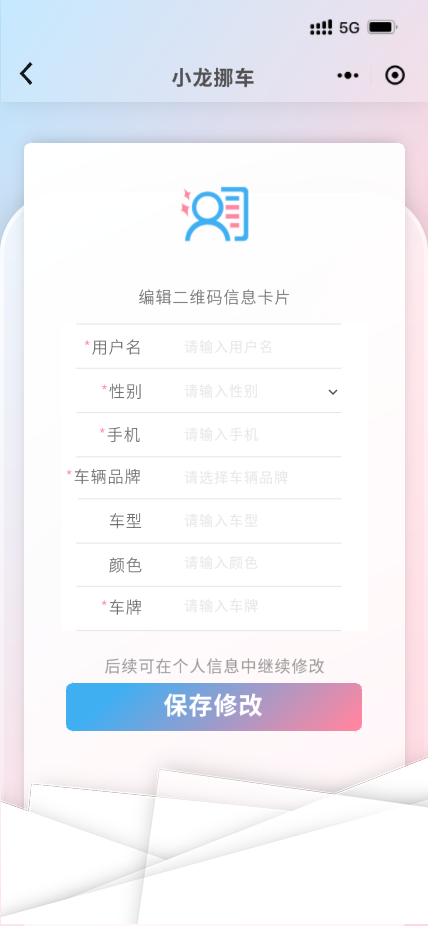 5G
小龙挪车
编辑二维码信息卡片
*用户名 请输入用户名
*性别 请输入性别
*手机 请输入手机
*车辆品牌 请选择车辆品牌
车型 请输入车型
颜色 请输入颜色
*车牌 请输入车牌
后续可在个人信息中继续修改
保存修改